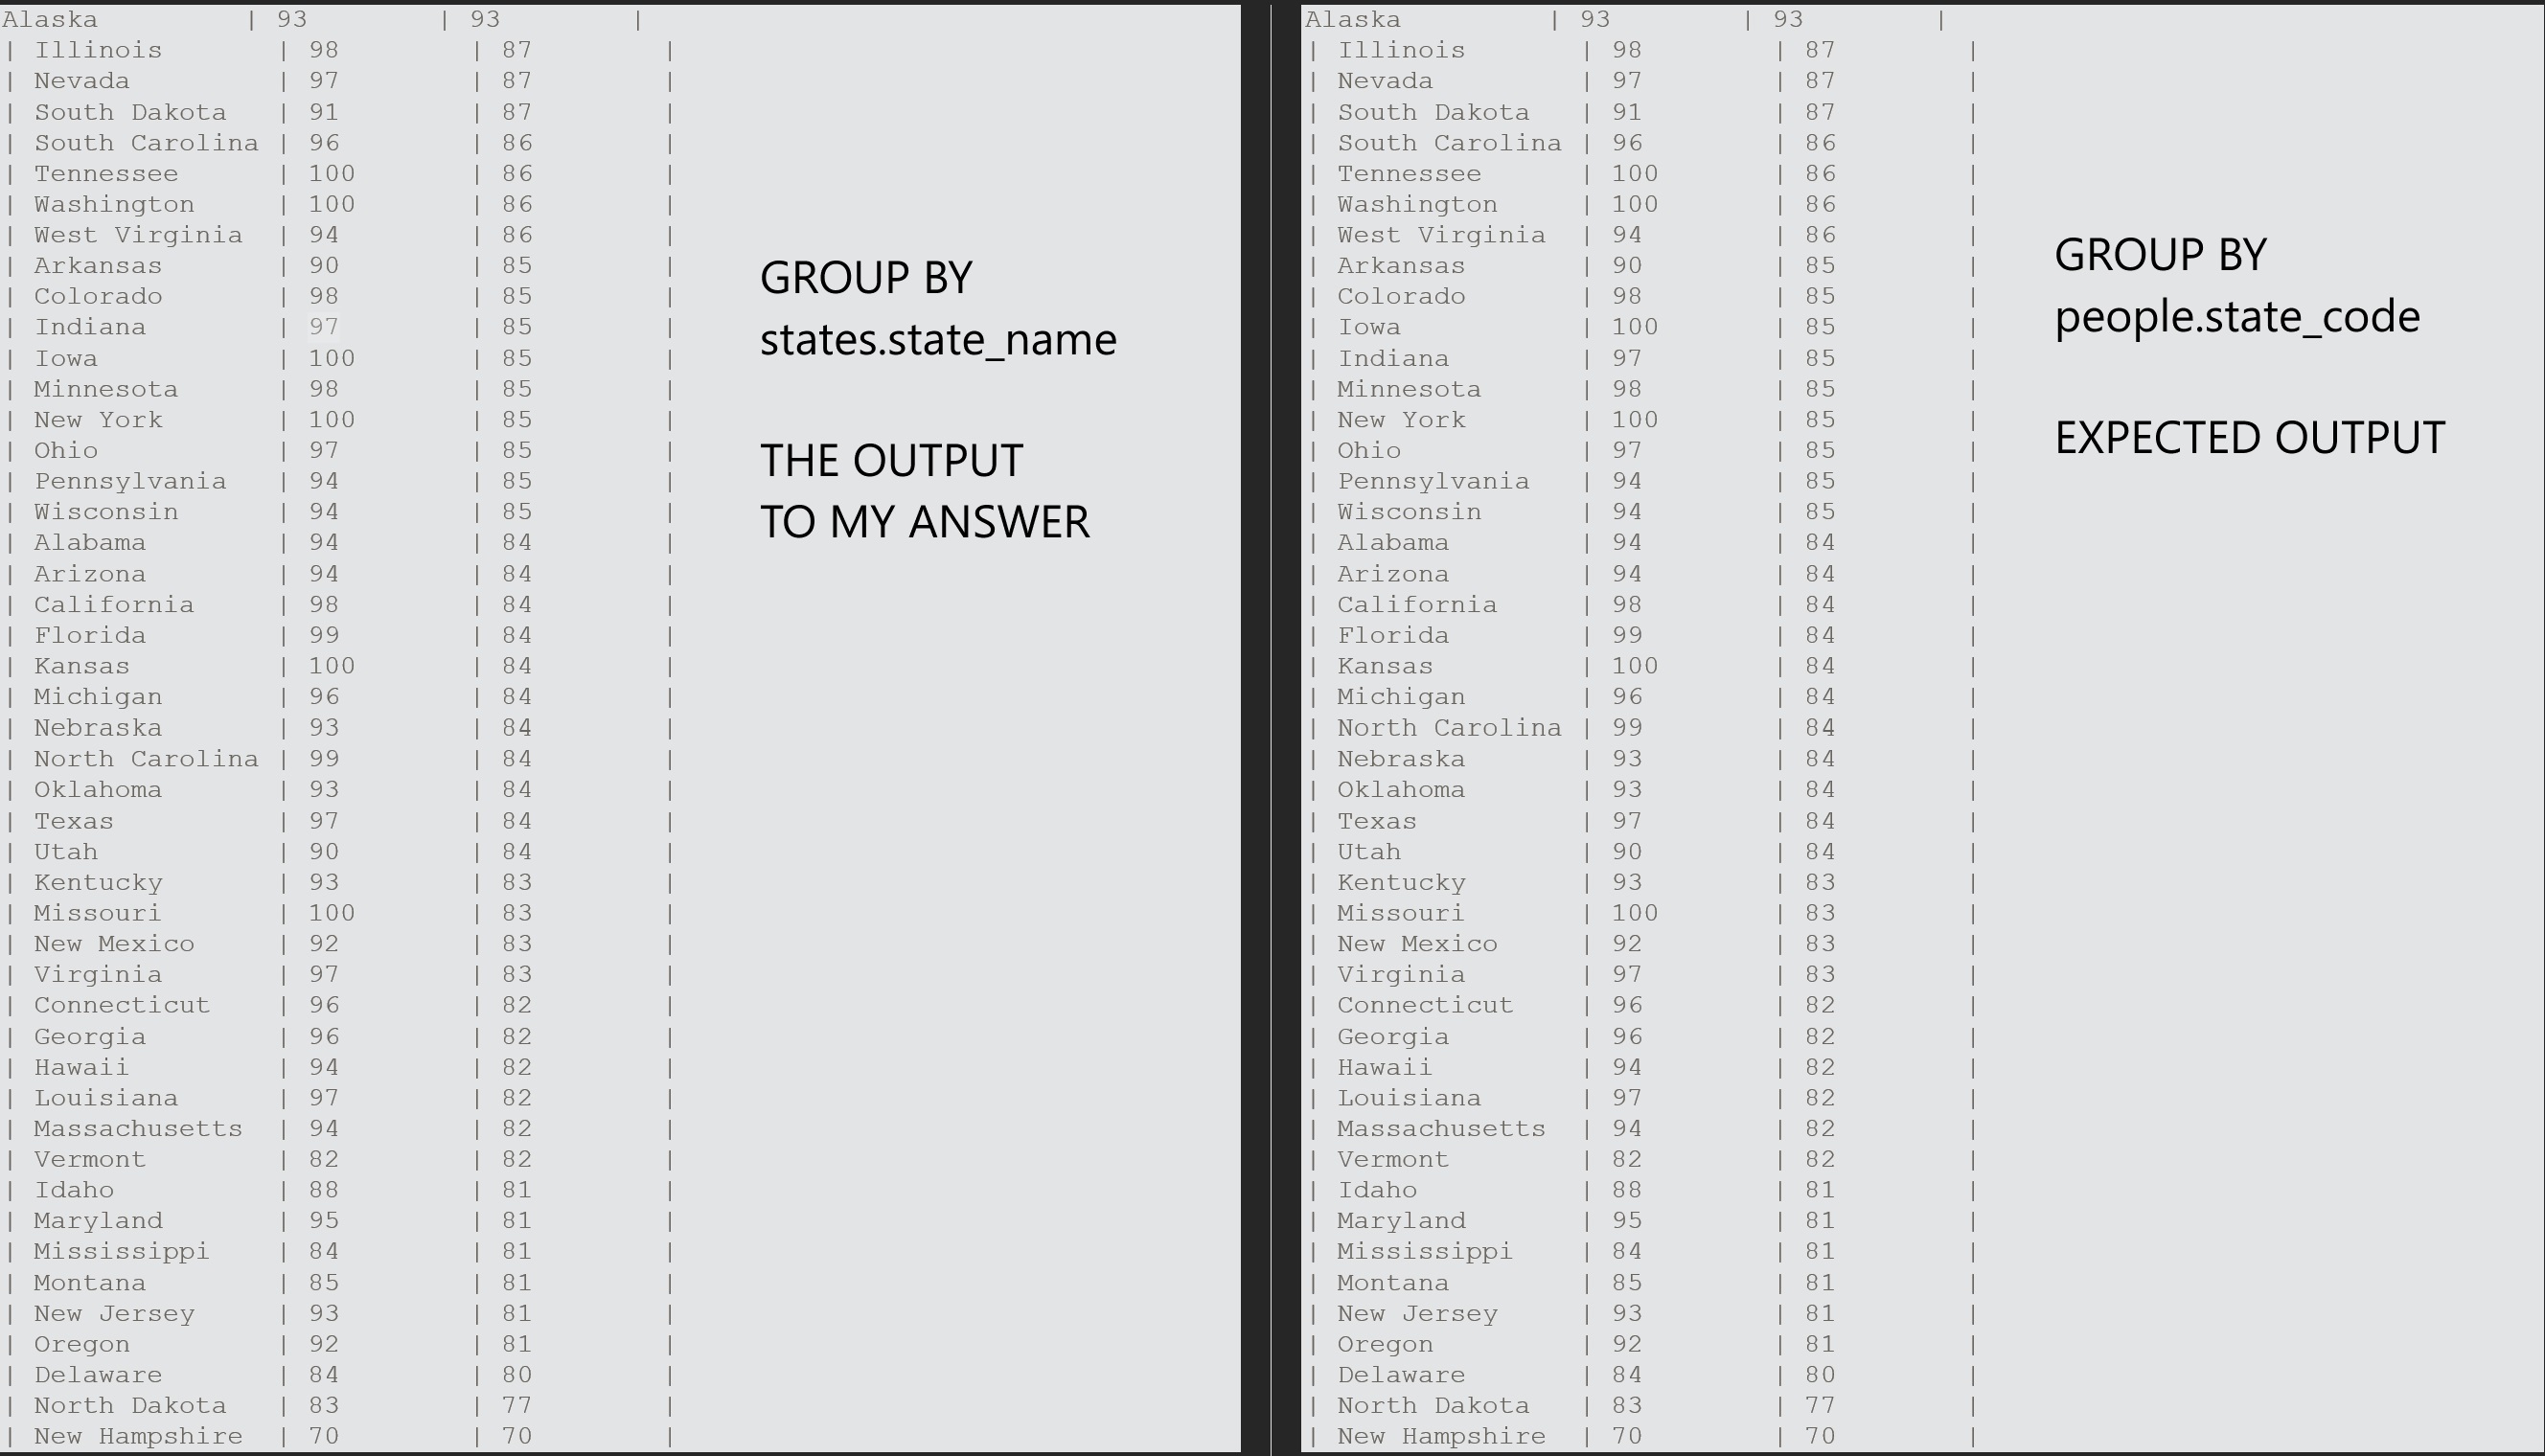 Alaska | 93 | 93 |
| Illinois | 98 | 87 |
| Nevada | 97 | 87 |
| South Dakota | 91 | 87 |
| South Carolina | 96 | 86 |
| Tennessee | 100 | 86 |
| Washington | 100 | 86 |
| West Virginia | 94 | 86 |
| Arkansas | 90 | 85 |
| Colorado | 98 | 85 |
| Indiana | 97 | 85 |
| Iowa | 100 | 85 |
| Minnesota | 98 | 85 |
| New York | 100 | 85 |
| Ohio | 97 | 85 |
| Pennsylvania | 94 | 85 |
| Wisconsin | 94 | 85 |
| Alabama | 94 | 84 |
| Arizona | 94 | 84 |
| California | 98 | 84 |
| Florida | 99 | 84 |
| Kansas | 100 | 84 |
| Michigan | 96 | 84 |
| Nebraska | 93 | 84 |
| North Carolina | 99 | 84 |
| Oklahoma | 93 | 84 |
| Texas | 97 | 84 |
| Utah | 90 | 84 |
| Kentucky | 93 | 83 |
| Missouri | 100 | 83 |
| New Mexico | 92 | 83 |
| Virginia | 97 | 83 |
| Connecticut | 96 | 82 |
| Georgia | 96 | 82 |
| Hawaii | 94 | 82 |
| Louisiana | 97 | 82 |
| Massachusetts | 94 | 82 |
| Vermont | 82 | 82 |
| Idaho | 88 | 81 |
| Maryland | 95 | 81 |
| Mississippi | 84 | 81 |
| Montana | 85 | 81 |
| New Jersey | 93 | 81 |
| Oregon | 92 | 81 |
| Delaware | 84 | 80 |
| North Dakota | 83 | 77 |
| New Hampshire | 70 | 70 |
GROUP BY
states.state_name
THE OUTPUT
TO MY ANSWER
Alaska | 93 | 93 |
| Illinois | 98 | 87 |
| Nevada | 97 | 87 |
| South Dakota | 91 | 87 |
| South Carolina | 96 | 86 |
| Tennessee | 100 | 86 |
| Washington | 100 | 86 |
| West Virginia | 94 | 86 |
| Arkansas | 90 | 85 |
| Colorado | 98 | 85 |
| Iowa | 100 | 85 |
| Indiana | 97 | 85 |
| Minnesota | 98 | 85 |
| New York | 100 | 85 |
| Ohio | 97 | 85 |
| Pennsylvania | 94 | 85 |
| Wisconsin | 94 | 85 |
| Alabama | 94 | 84 |
| Arizona | 94 | 84 |
| California | 98 | 84 |
| Florida | 99 | 84 |
| Kansas | 100 | 84 |
| Michigan | 96 | 84 |
| North Carolina | 99 | 84 |
| Nebraska | 93 | 84 |
| Oklahoma | 93 | 84 |
| Texas | 97 | 84 |
| Utah | 90 | 84 |
| Kentucky | 93 | 83 |
| Missouri | 100 | 83 |
| New Mexico | 92 | 83 |
| Virginia | 97 | 83 |
| Connecticut | 96 | 82 |
| Georgia | 96 | 82 |
| Hawaii | 94 | 82 |
| Louisiana | 97 | 82 |
| Massachusetts | 94 | 82 |
| Vermont | 82 | 82 |
| Idaho | 88 | 81 |
| Maryland | 95 | 81 |
| Mississippi | 84 | 81 |
| Montana | 85 | 81 |
| New Jersey | 93 | 81 |
| Oregon | 92 | 81 |
| Delaware | 84 | 80 |
| North Dakota | 83 | 77 |
| New Hampshire | 70 | 70 |
GROUP BY
people.state_code
EXPECTED OUTPUT